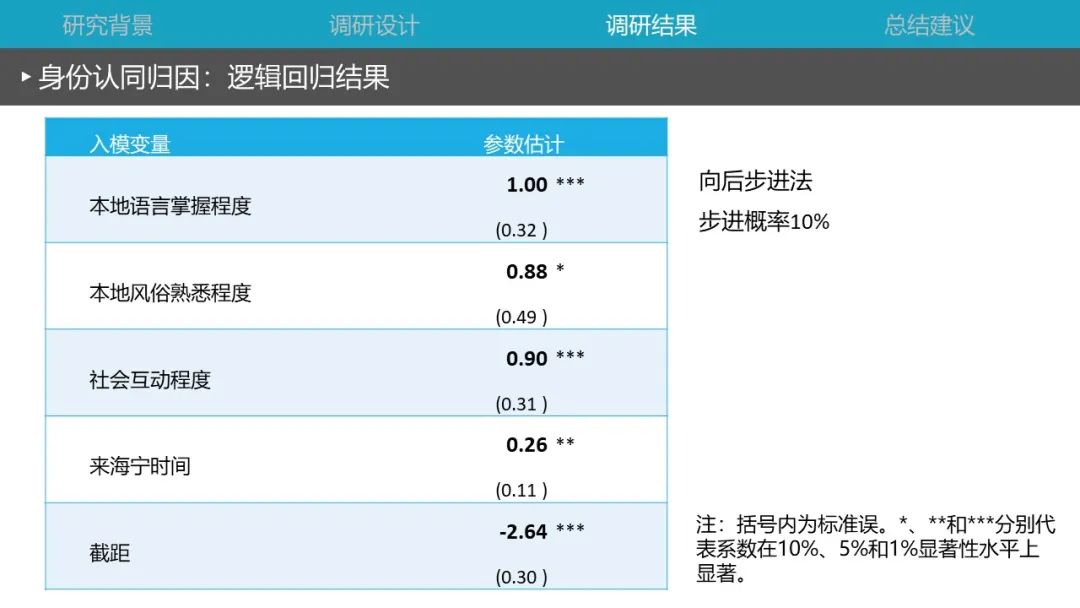 研究背景 调研设计 调研结果 总结建议
身份认同归因：逻辑回归结果
入模变量 参数估计
本地语言掌握程度 1.00 ***
(0.32 )
本地风俗熟悉程度 0.88 *
(0.49 )
社会互动程度 0.90 ***
(0.31 )
来海宁时间 0.26 **
(0.11 )
截距 -2.64 ***
(0.30 )
向后步进法
步进概率10%
注：括号内为标准误。*、**和***分别代
表系数在10%、5%和1%显著性水平上
显著。